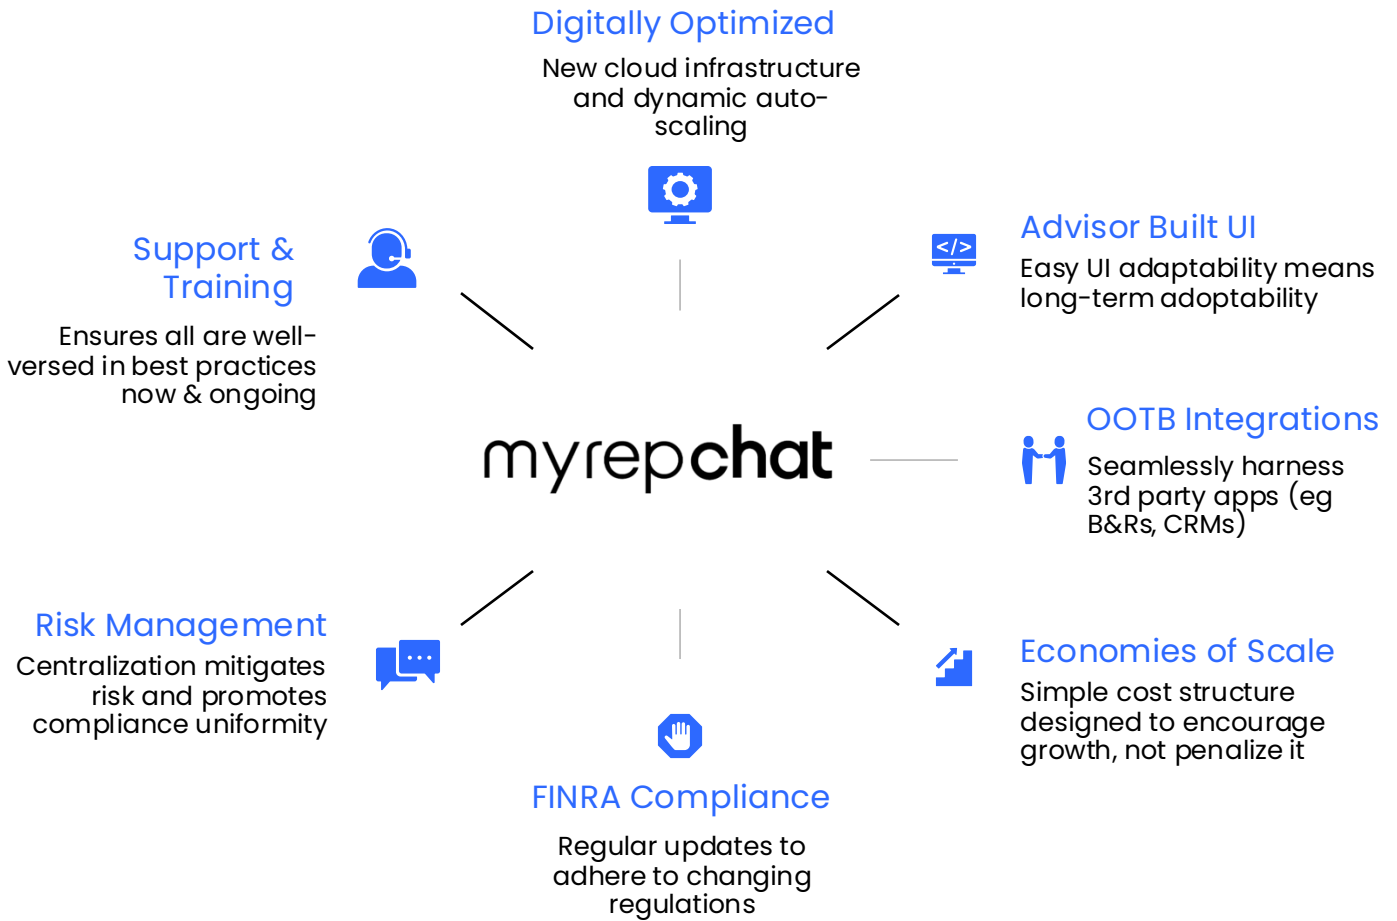 Digitally Optimized
New cloud infrastructure
and dynamic auto-
scaling
Support &
Training
Ensures all are well-
versed in best practices
now & ongoing
Advisor Built UI
Easy UI adaptability means
long-term adoptability
</>
myrepchat
OOTB Integrations
Seamlessly harness
3rd party apps (eg
B&Rs, CRMs)
Risk Management
Centralization mitigates
risk and promotes
compliance uniformity
Economies of Scale
Simple cost structure
designed to encourage
growth, not penalize it
FINRA Compliance
Regular updates to
adhere to changing
regulations